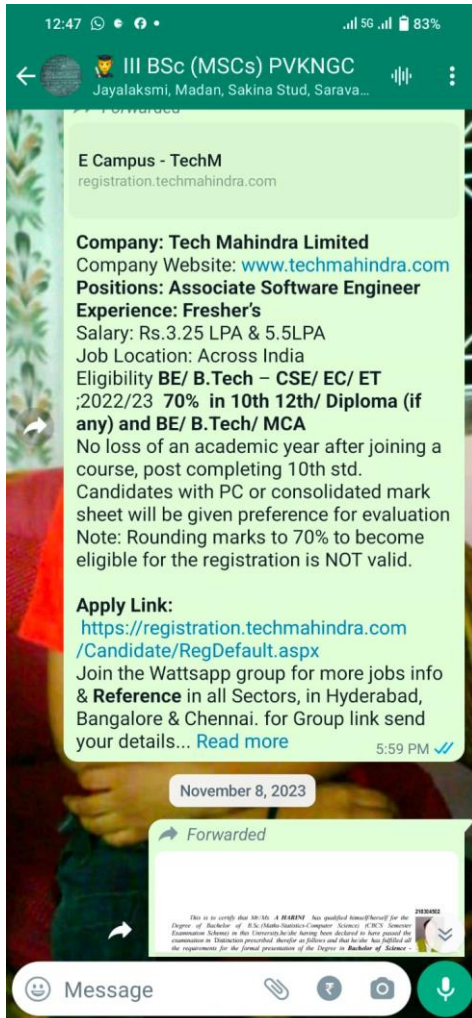 12:47
5G
83%
III BSc (MSCs) PVKNGC
Jayalaksmi, Madan, Sakina Stud, Sarava...
Forwarded
E Campus - TechM
registration.techmahindra.com
Company: Tech Mahindra Limited
Company Website: www.techmahindra.com
Positions: Associate Software Engineer
Experience: Fresher's
Salary: Rs.3.25 LPA & 5.5LPA
Job Location: Across India
Eligibility BE/ B.Tech – CSE/ EC/ ET
;2022/23 70% in 10th 12th/ Diploma (if
any) and BE/ B.Tech/ MCA
No loss of an academic year after joining a
course, post completing 10th std.
Candidates with PC or consolidated mark
sheet will be given preference for evaluation
Note: Rounding marks to 70% to become
eligible for the registration is NOT valid.
Apply Link:
https://registration.techmahindra.com
/Candidate/RegDefault.aspx
Join the Wattsapp group for more jobs info
& Reference in all Sectors, in Hyderabad,
Bangalore & Chennai. for Group link send
your details... Read more
5:59 PM
November 8, 2023
Forwarded
218304502
This is to certify that Mr/Ms. A HARINI has qualified himself/herself for the
Degree of Bachelor of B.Sc.(Maths-Statistics-Computer Science) (CBCS Semester
Examination Scheme) in this University.he/she having been declared to have passed the
examination in Distinction prescribed therefor as follows and that he/she has fulfilled all
the requirements for the formal presentation of the Degree in Bachelor of Science -
Message